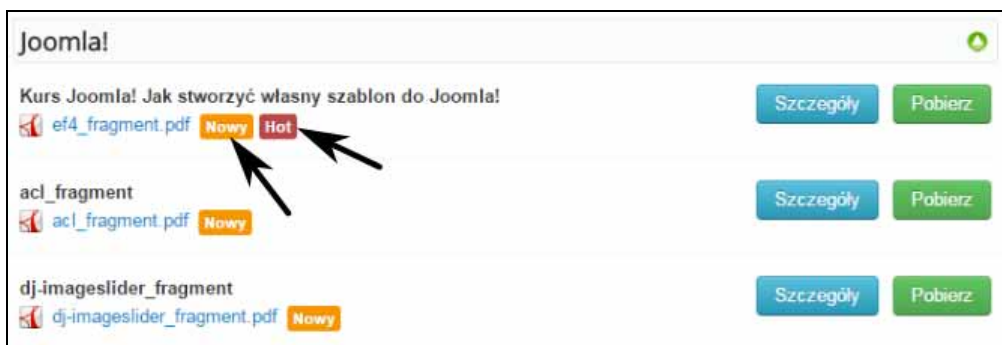 Joomla!
Kurs Joomla! Jak stworzyć własny szablon do Joomla!
ef4_fragment.pdf Nowy Hot
Szczegóły Pobierz
acl_fragment
acl_fragment.pdf Nowy
Szczegóły Pobierz
dj-imageslider_fragment
dj-imageslider_fragment.pdf Nowy
Szczegóły Pobierz